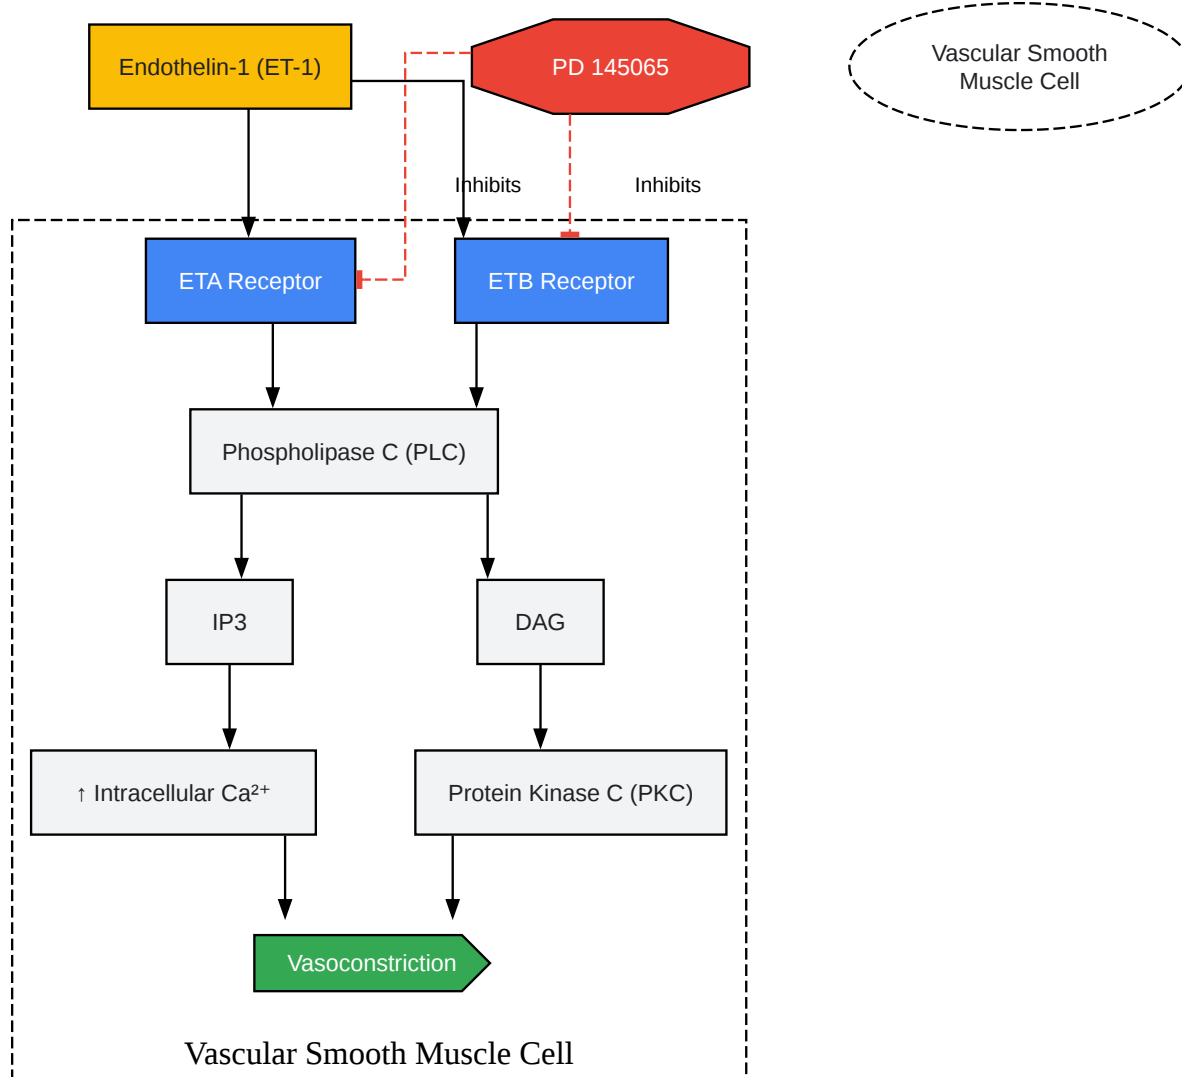 Endothelin-1 (ET-1)
PD 145065
Vascular Smooth
Muscle Cell
Inhibits
Inhibits
ETA Receptor
ETB Receptor
Phospholipase C (PLC)
IP3
DAG
↑ Intracellular Ca²⁺
Protein Kinase C (PKC)
Vasoconstriction
Vascular Smooth Muscle Cell